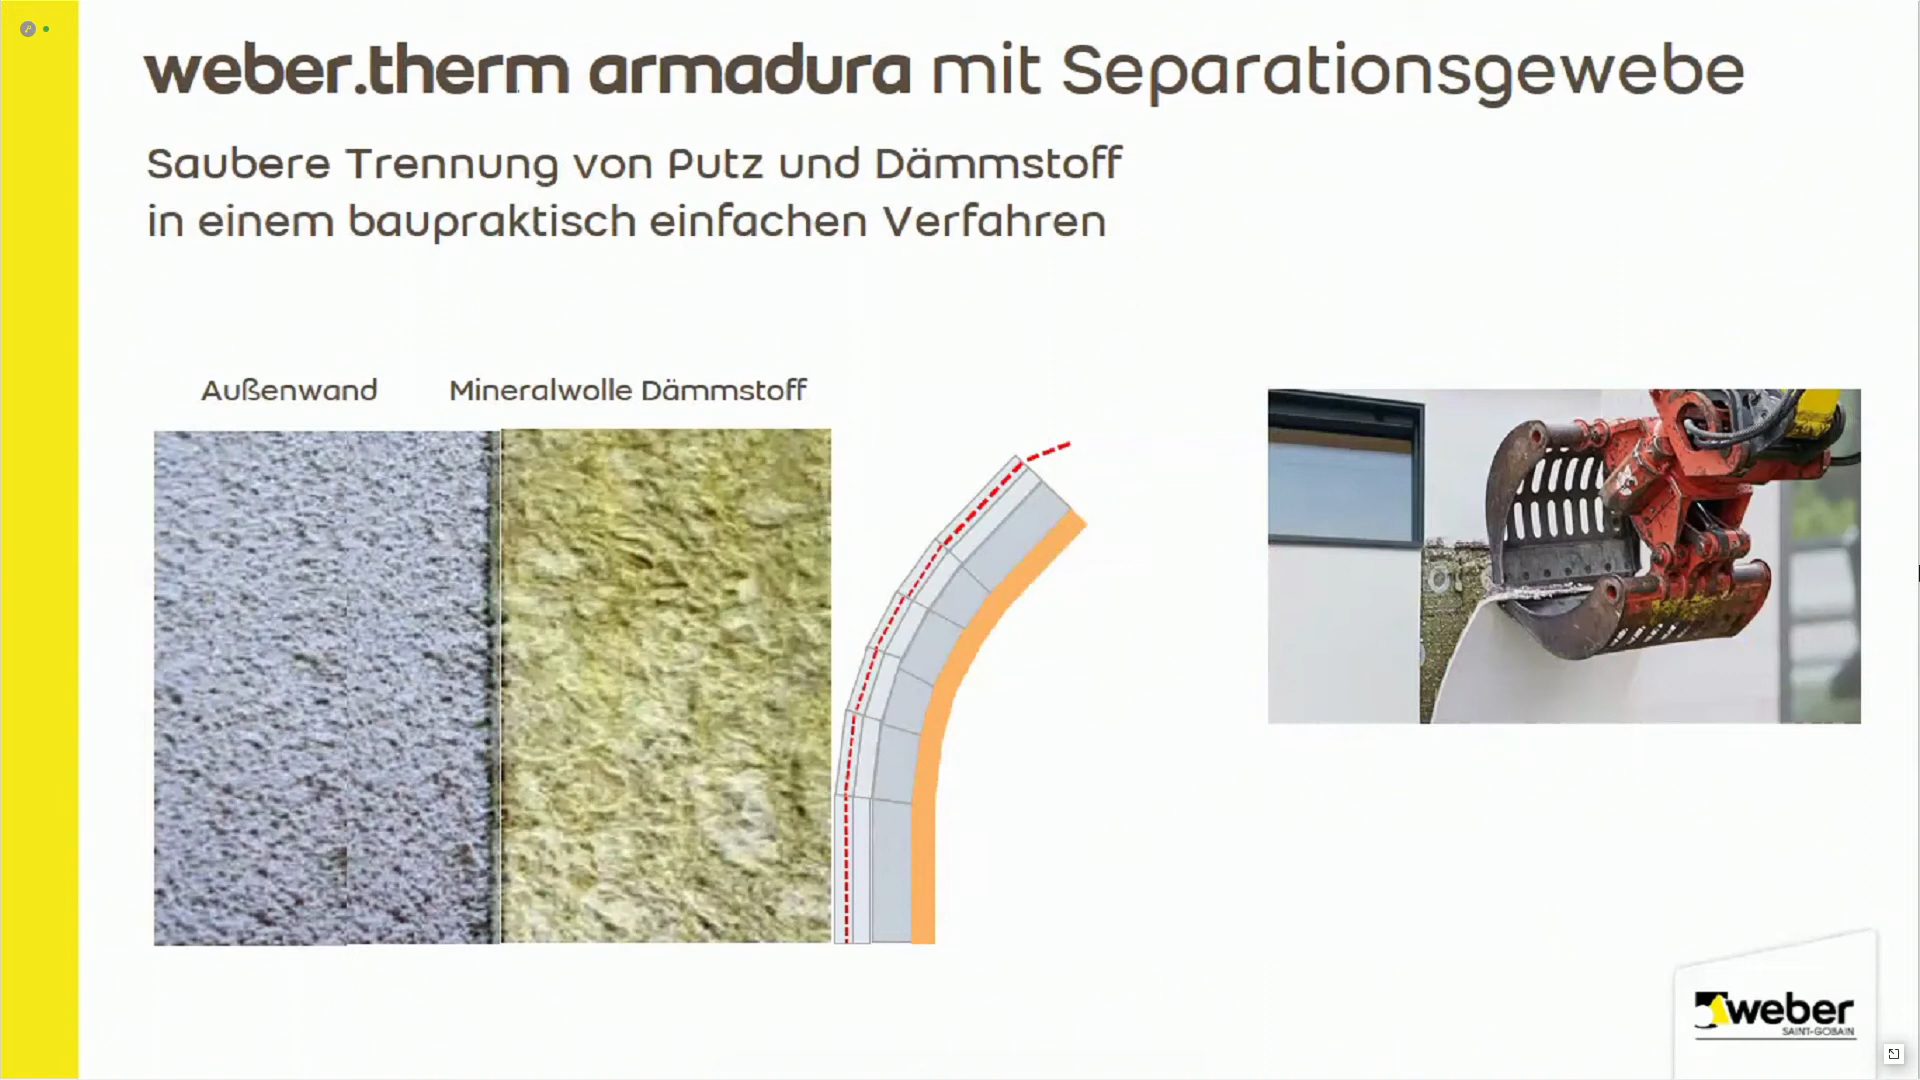 weber.therm armadura mit Separationsgewebe
Saubere Trennung von Putz und Dämmstoff
in einem baupraktisch einfachen Verfahren
Außenwand
Mineralwolle Dämmstoff
weber
SAINT-GOBAIN